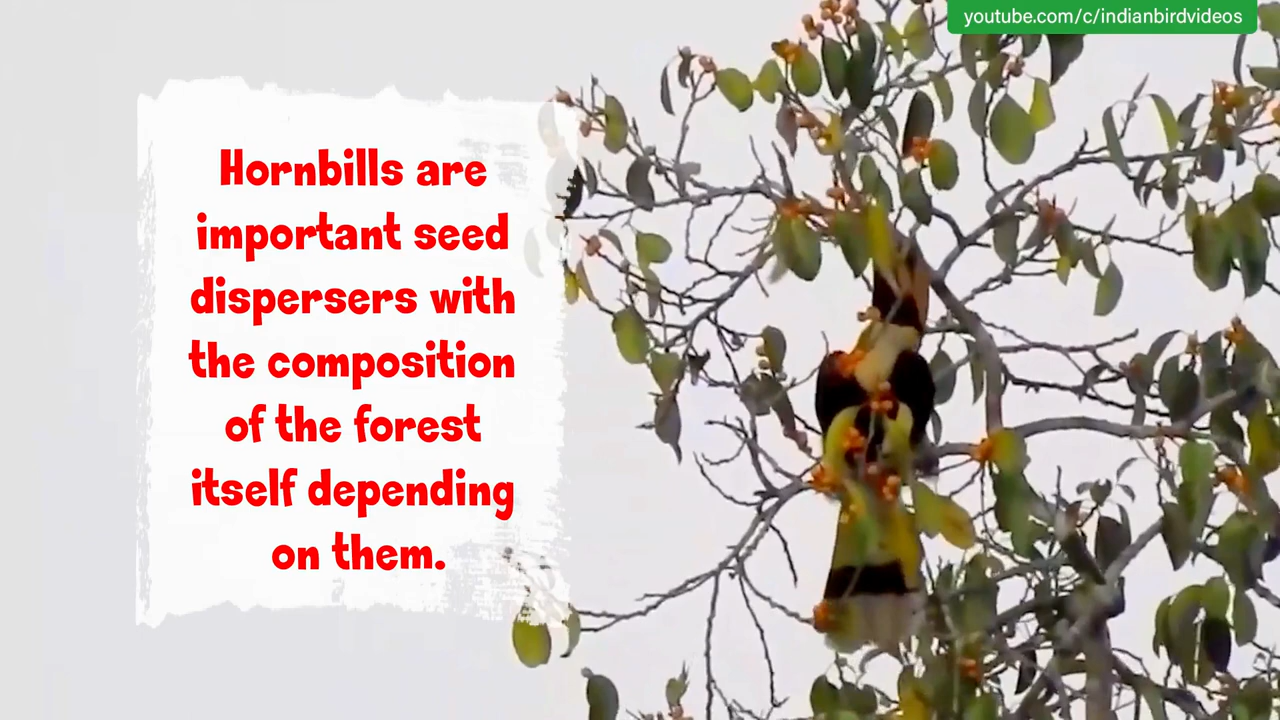 youtube.com/c/indianbirdvideos
Hornbills are
important seed
dispersers with
the composition
of the forest
itself depending
on them.